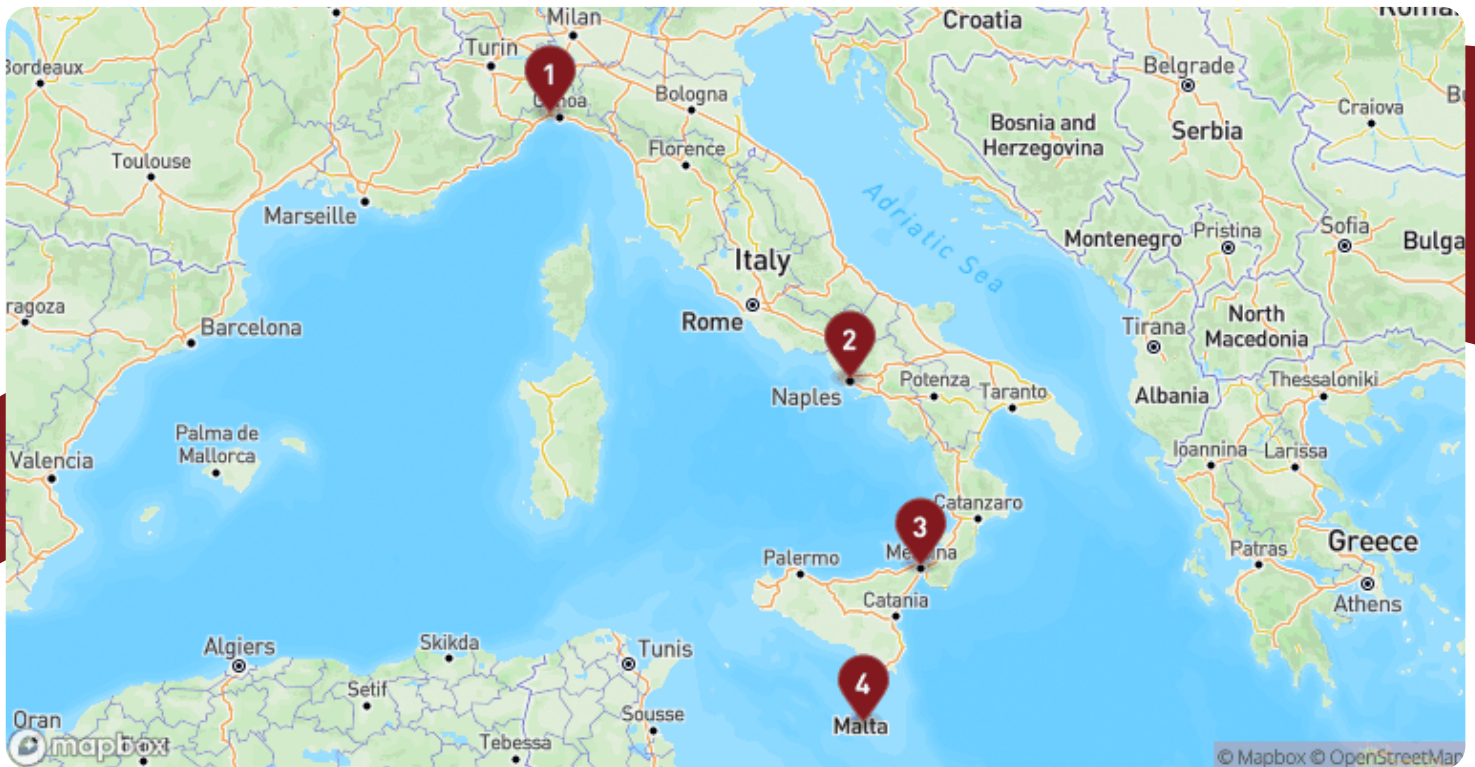 Milan
Croatia
Turin
Bordeaux
1
Belgrade
Bologna
Craiova
Bosnia and
Herzegovina
Serbia
Florence
Toulouse
Marseille
Adriatic Sea
Montenegro
Pristina
Sofia
Bulga
Italy
ragoza
Barcelona
Rome
North
Macedonia
Tirana
2
Naples
Potenza
Taranto
Albania
Thessaloniki
Palma de
Mallorca
Valencia
Ioannina
Larissa
Catanzaro
3
Palermo
Patras
Greece
Catania
Athens
Algiers
Skikda
Tunis
Setif
4
Sousse
Malta
Oran
mapbox
Tebessa
© Mapbox © OpenStreetMap